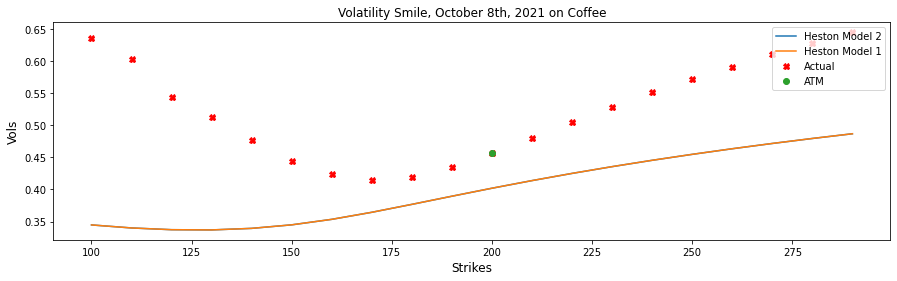 Volatility Smile, October 8th, 2021 on Coffee
0.65
0.60
0.55
0.50
0.45
0.40
0.35
Vols
Heston Model 2
Heston Model 1
Actual
ATM
100 125 150 175 200 225 250 275
Strikes